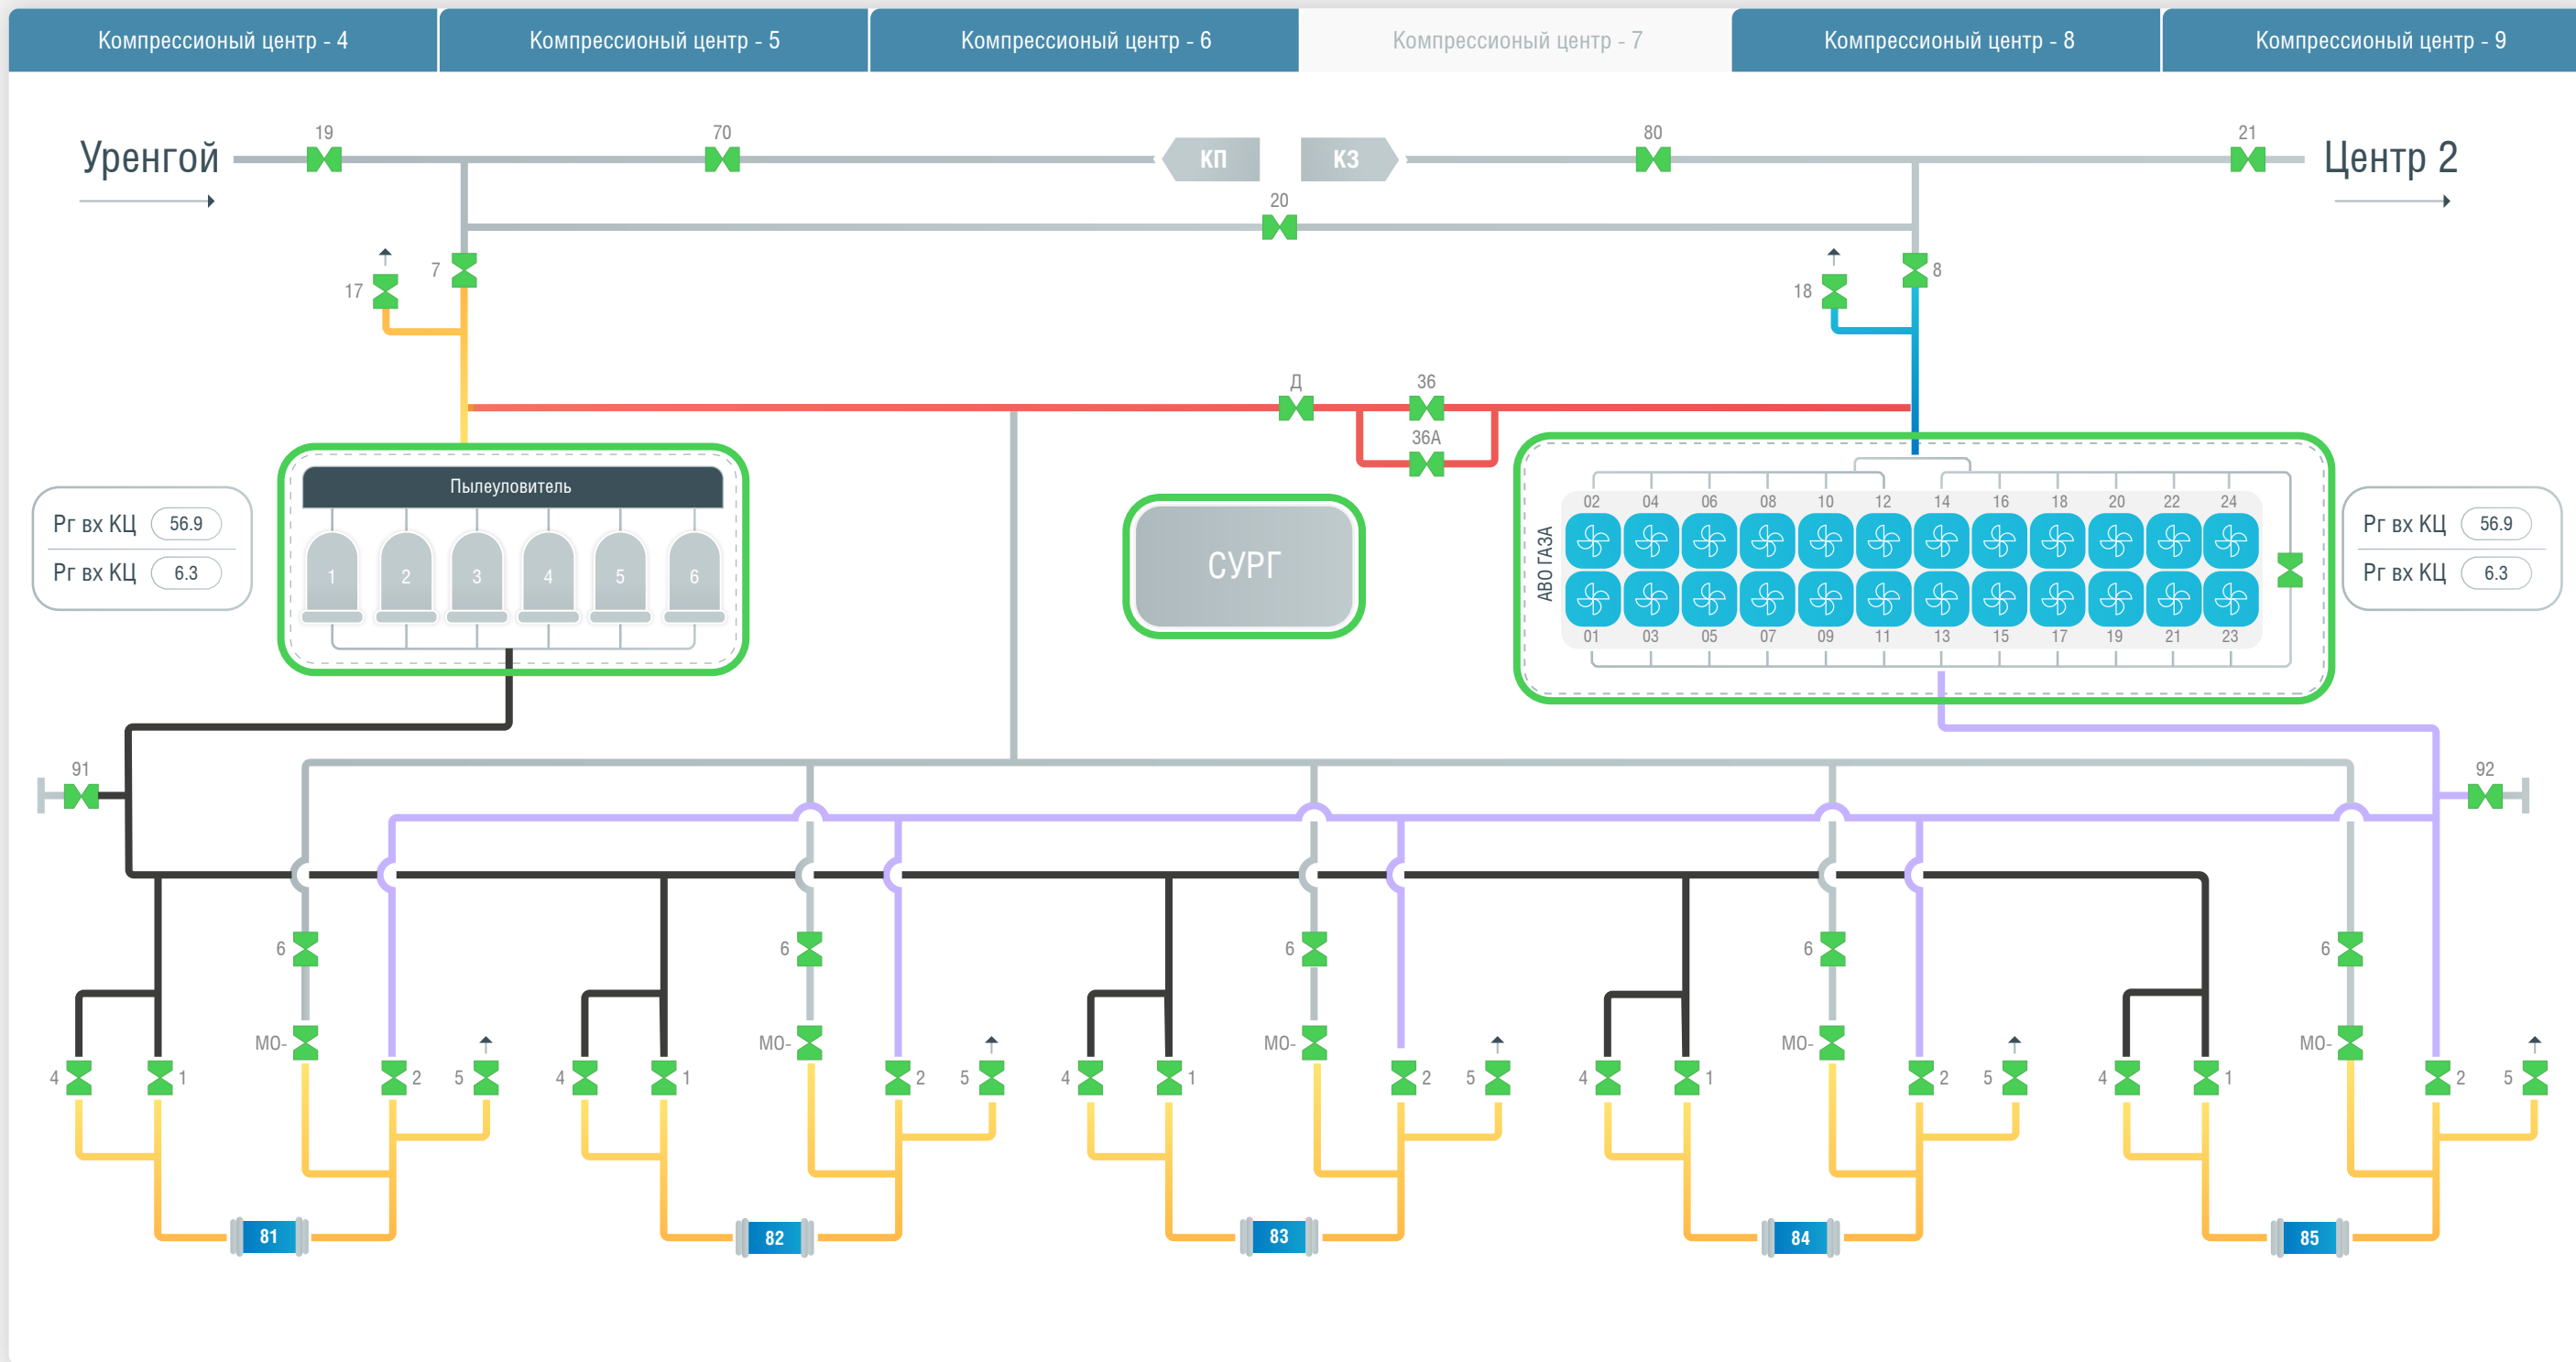 Компрессионый центр - 4
Компрессионый центр - 5
Компрессионый центр - 6
Компрессионый центр - 7
Компрессионый центр - 8
Компрессионый центр - 9
19
70
80
21
Уренгой
КП
КЗ
Центр 2
20
17
7
18
8
Д
36
36А
Пылеуловитель
Рг вх КЦ 56.9
Рг вх КЦ 6.3
1 2 3 4 5 6
СУРГ
АВО ГАЗА
02 04 06 08 10 12 14 16 18 20 22 24
01 03 05 07 09 11 13 15 17 19 21 23
Рг вх КЦ 56.9
Рг вх КЦ 6.3
91
92
6
6
6
6
6
МО-
МО-
МО-
МО-
МО-
4 1 2 5
4 1 2 5
4 1 2 5
4 1 2 5
4 1 2 5
81
82
83
84
85